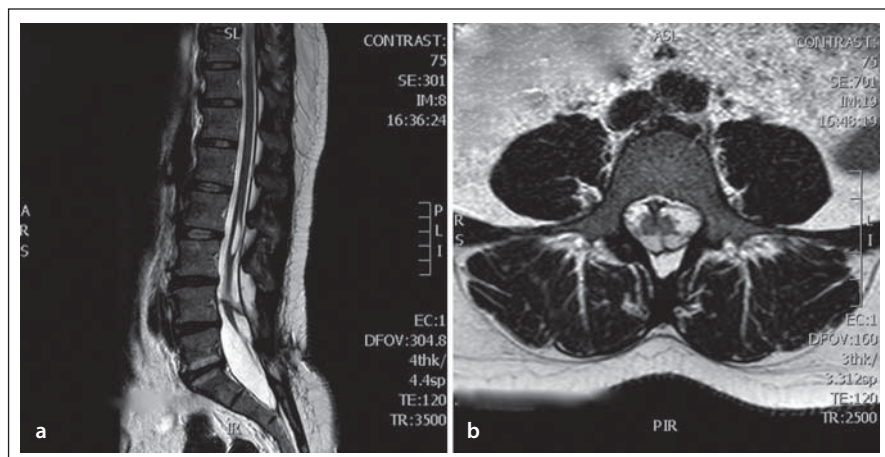 SL
CONTRAST:
75
SE:301
IM:8
16:36:24
A
R
S
P
L
I
EC:1
DFOV:304.8
4thk/
4.4sp
TE:120
TR:3500
IR
a
ASL
CONTRAST:
75
SE:701
IM:19
16:48:19
R
S
L
I
EC:1
DFOV:160
3thk/
3.312sp
TE:120
TR:2500
PIR
b